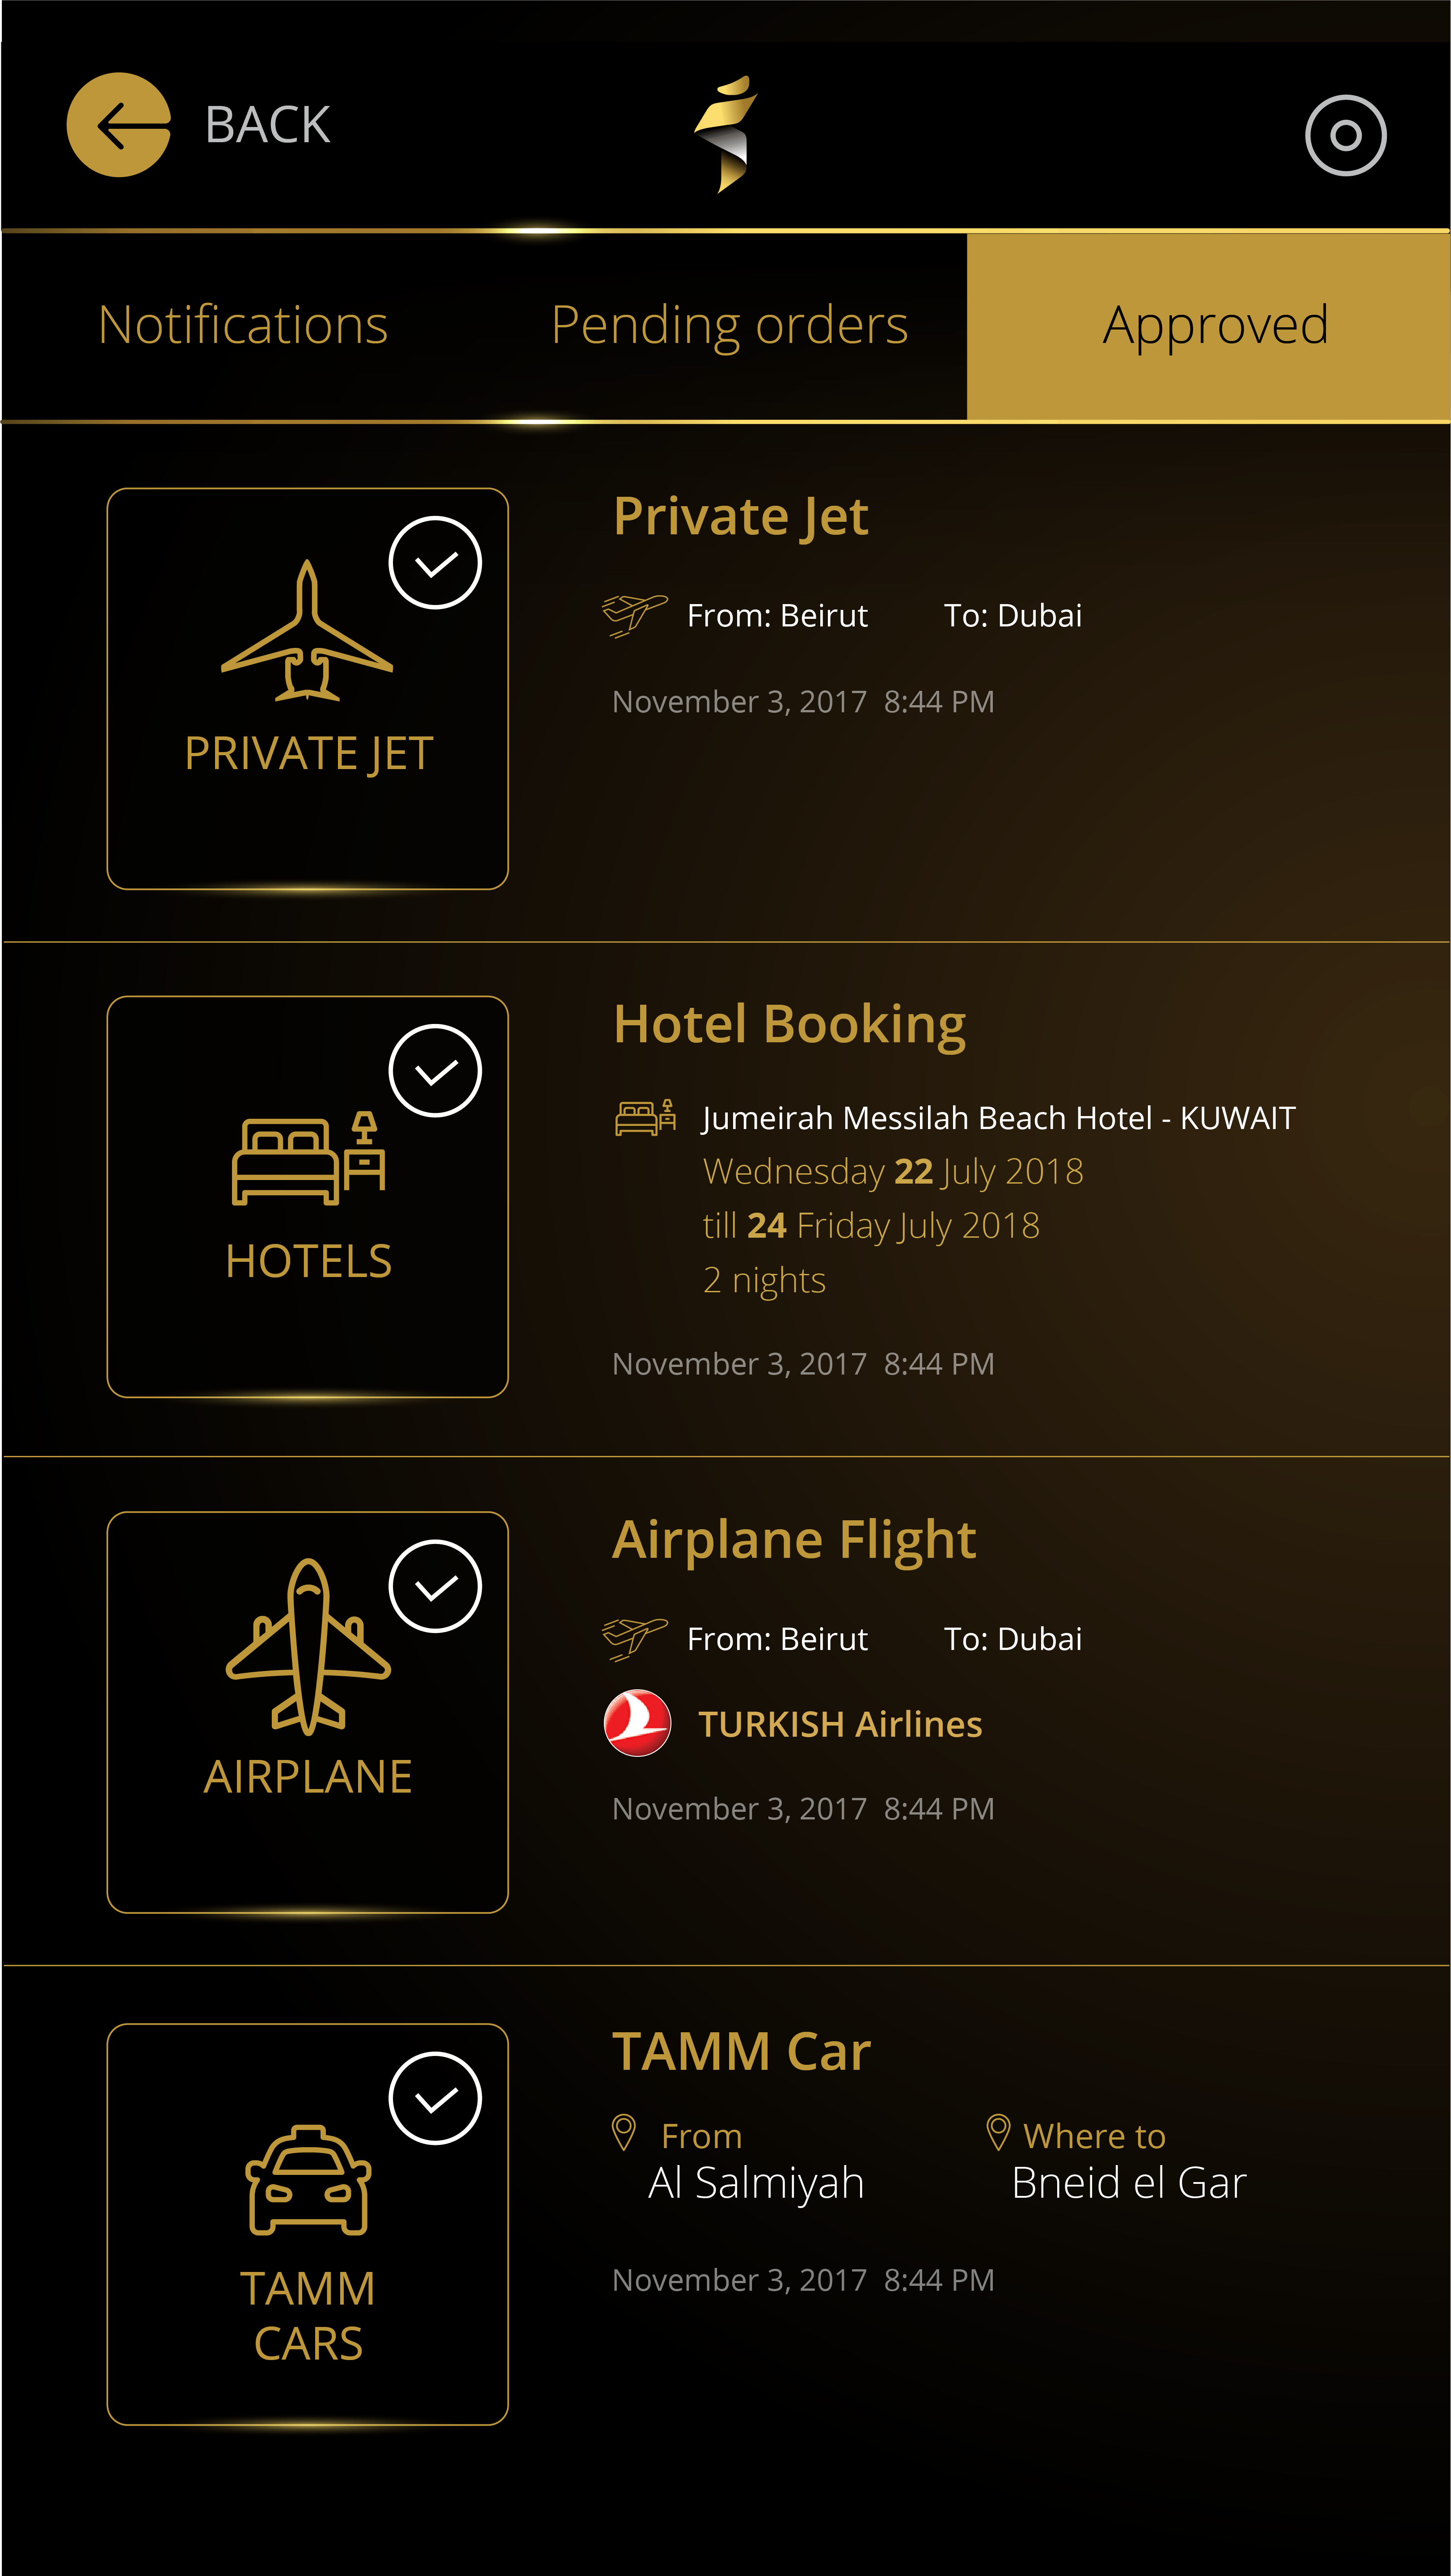 BACK
Notifications
Pending orders
Approved
PRIVATE JET
Private Jet
From: Beirut To: Dubai
November 3, 2017 8:44 PM
HOTELS
Hotel Booking
Jumeirah Messilah Beach Hotel - KUWAIT
Wednesday 22 July 2018
till 24 Friday July 2018
2 nights
November 3, 2017 8:44 PM
AIRPLANE
Airplane Flight
From: Beirut To: Dubai
TURKISH Airlines
November 3, 2017 8:44 PM
TAMM
CARS
TAMM Car
From
Al Salmiyah
Where to
Bneid el Gar
November 3, 2017 8:44 PM